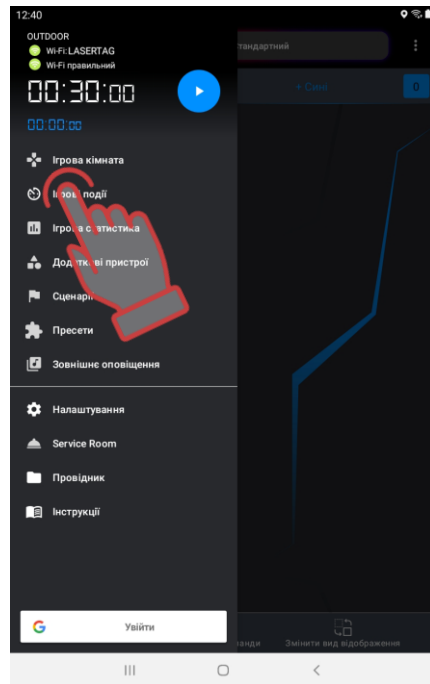 12:40
OUTDOOR
Wi-Fi: LASERTAG
Wi-Fi правильний
00:30:00
00:00:00
тандартний
+ Сині
0
Ігрова кімната
Ігрові події
Ігрова статистика
Додаткові пристрої
Сценарії
Пресети
Зовнішнє оповіщення
Налаштування
Service Room
Провідник
Інструкції
G Увійти
анди
Змінити вид відображення